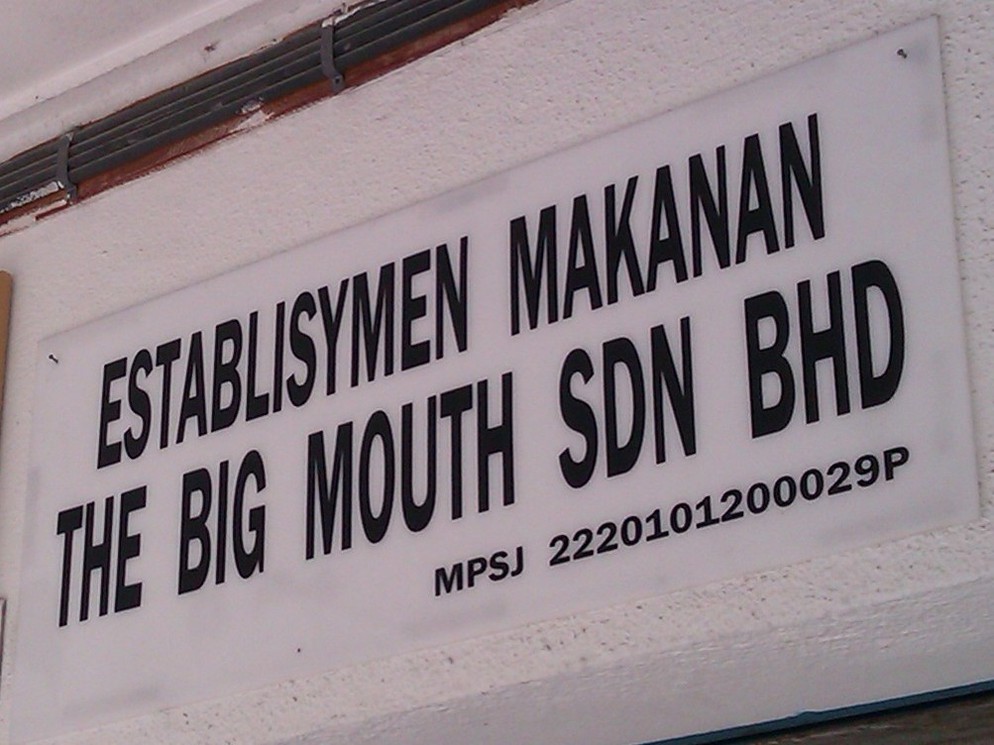 ESTABLISYMEN MAKANAN
THE BIG MOUTH SDN BHD
MPSJ 2220101200029P